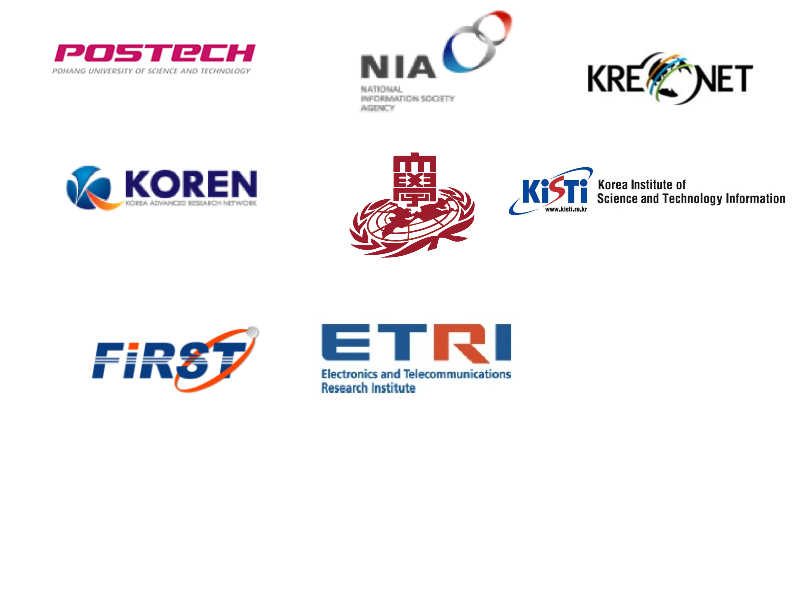 POSTECH
POHANG UNIVERSITY OF SCIENCE AND TECHNOLOGY
NIA
NATIONAL
INFORMATION SOCIETY
AGENCY
KREONET
KOREN
KOREA ADVANCED RESEARCH NETWORK
KiSTi
www.kisti.re.kr
Korea Institute of
Science and Technology Information
FiRST
ETRI
Electronics and Telecommunications
Research Institute